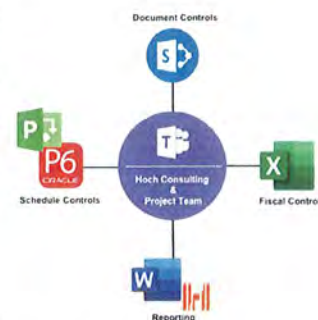 Document Controls
S
P
P6
ORACLE
T
Hoch Consulting
&
Project Team
X
Schedule Controls
Fiscal Contro
W
Reporting